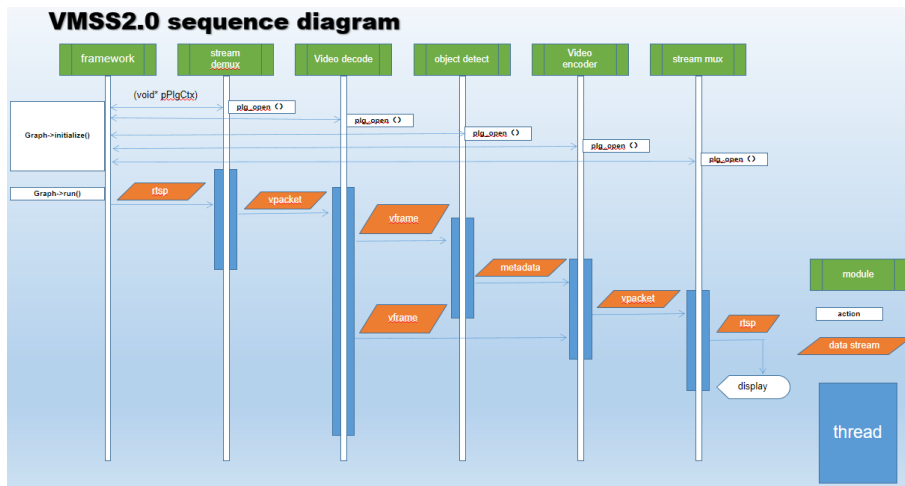 VMSS2.0 sequence diagram
framework
stream
demux
Video decode
object detect
Video
encoder
stream mux
(void* pPlgCtx)
plg_open ()
plg_open ()
plg_open ()
plg_open ()
plg_open ()
Graph->initialize()
Graph->run()
rtsp
vpacket
vframe
metadata
vpacket
vframe
rtsp
display
module
action
data stream
thread